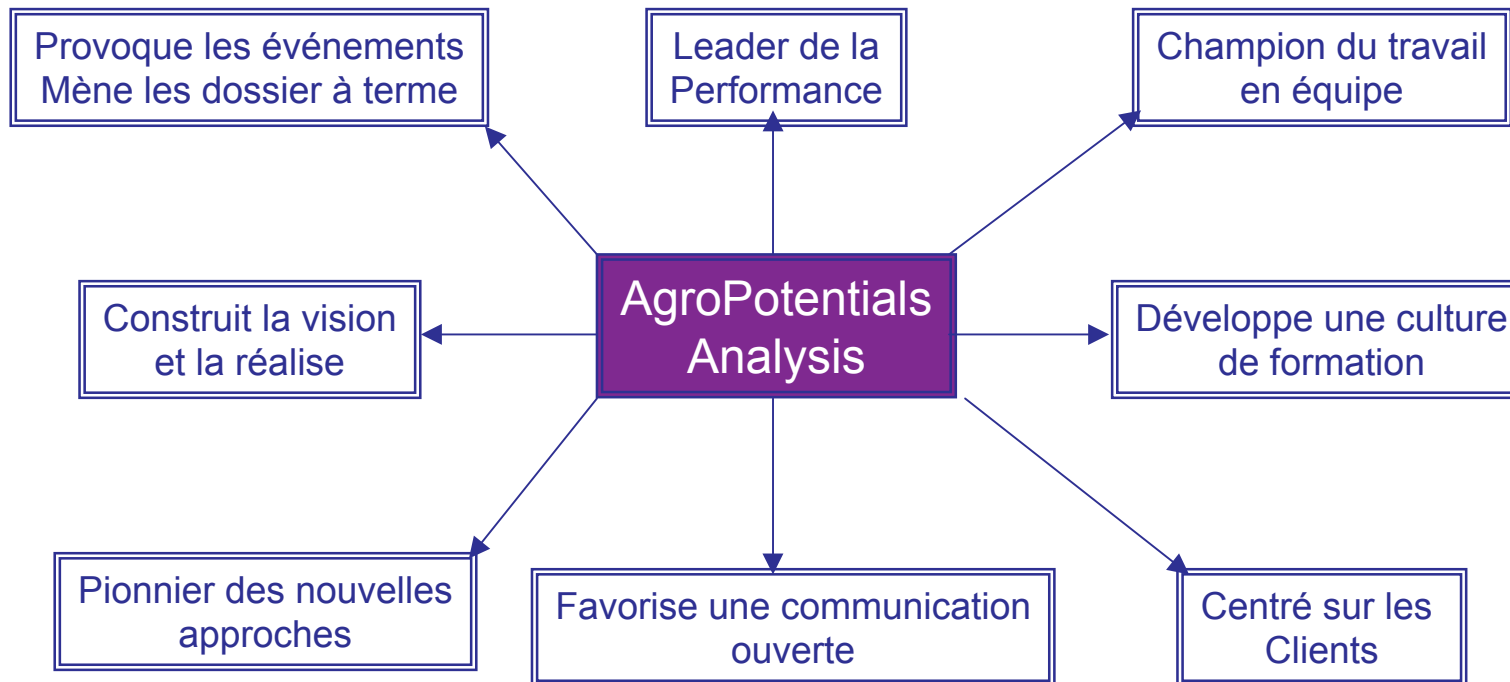 Provoque les événements
Mène les dossier à terme
Leader de la
Performance
Champion du travail
en équipe
Construit la vision
et la réalise
AgroPotentials
Analysis
Développe une culture
de formation
Pionnier des nouvelles
approches
Favorise une communication
ouverte
Centré sur les
Clients